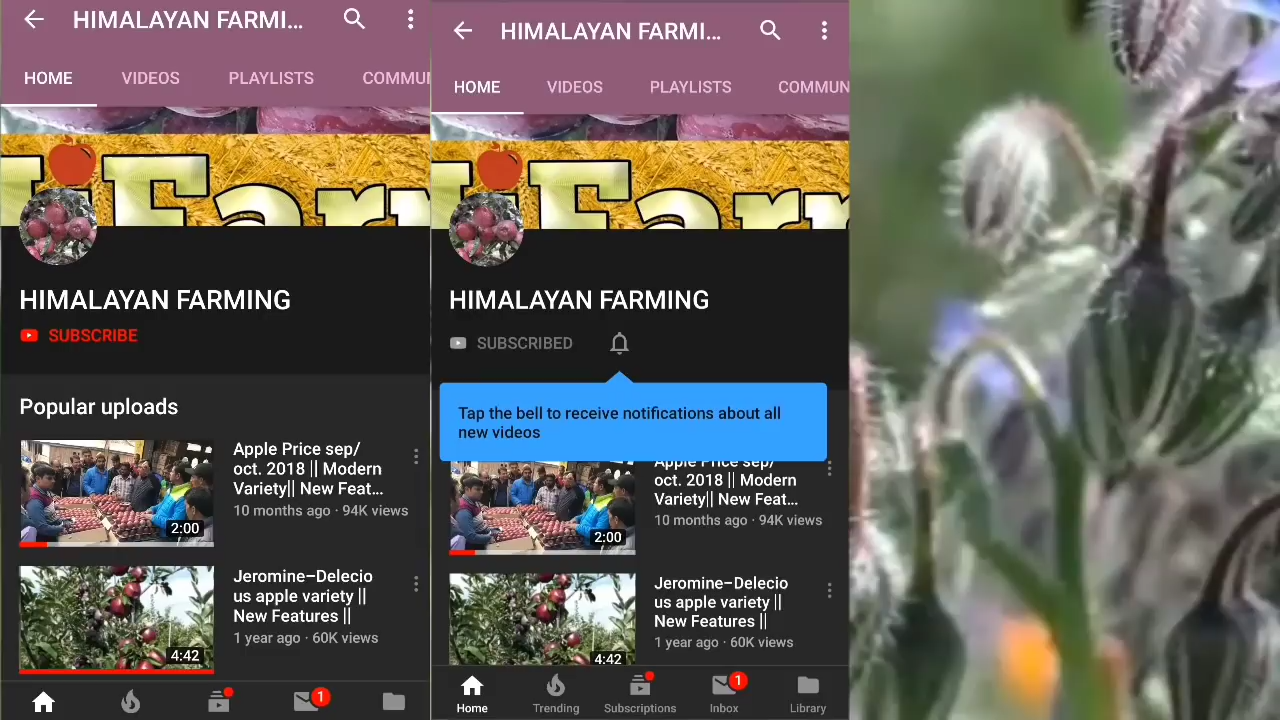 HIMALAYAN FARMI...
HOME VIDEOS PLAYLISTS COMMU
Farr
HIMALAYAN FARMING
SUBSCRIBE
Popular uploads
Apple Price sep/
oct. 2018 || Modern
Variety|| New Feat...
10 months ago · 94K views
2:00
Jeromine–Delecio
us apple variety ||
New Features ||
1 year ago · 60K views
4:42
1
HIMALAYAN FARMI...
HOME VIDEOS PLAYLISTS COMMUN
Farr
HIMALAYAN FARMING
SUBSCRIBED
Tap the bell to receive notifications about all
new videos
Apple Price sep/
oct. 2018 || Modern
Variety|| New Feat...
10 months ago · 94K views
2:00
Jeromine–Delecio
us apple variety ||
New Features ||
1 year ago · 60K views
4:42
1
Home Trending Subscriptions Inbox Library